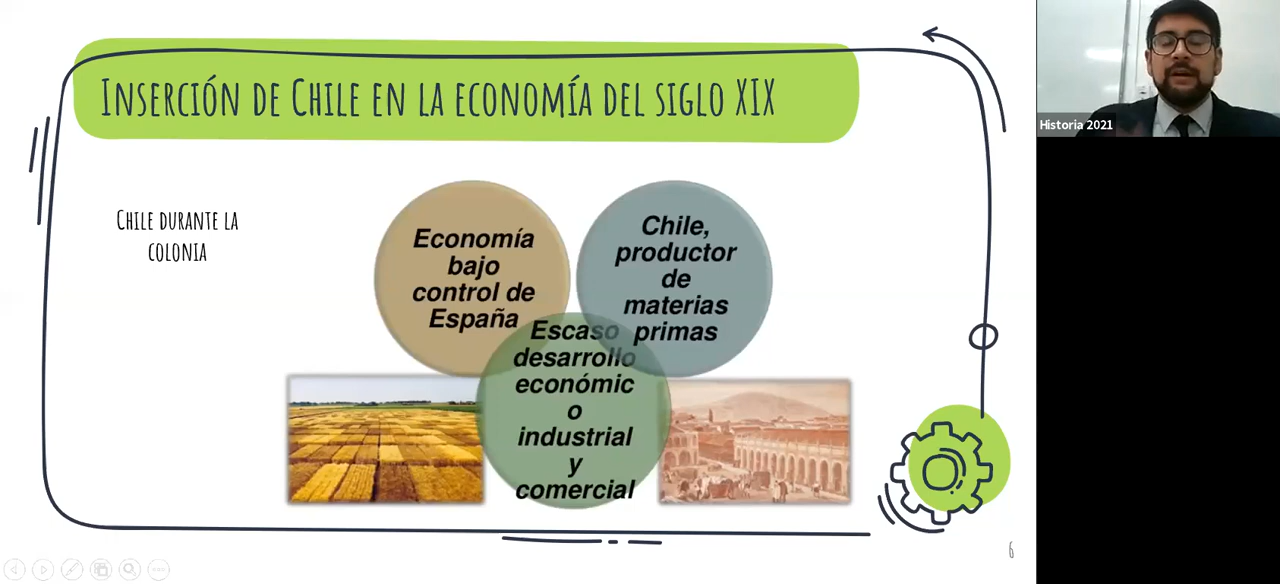 INSERCIÓN DE CHILE EN LA ECONOMÍA DEL SIGLO XIX
CHILE DURANTE LA
COLONIA
Economía
bajo
control de
España
Chile,
productor
de
materias
primas
Escaso
desarrollo
económic
o
industrial
y
comercial
6
Historia 2021